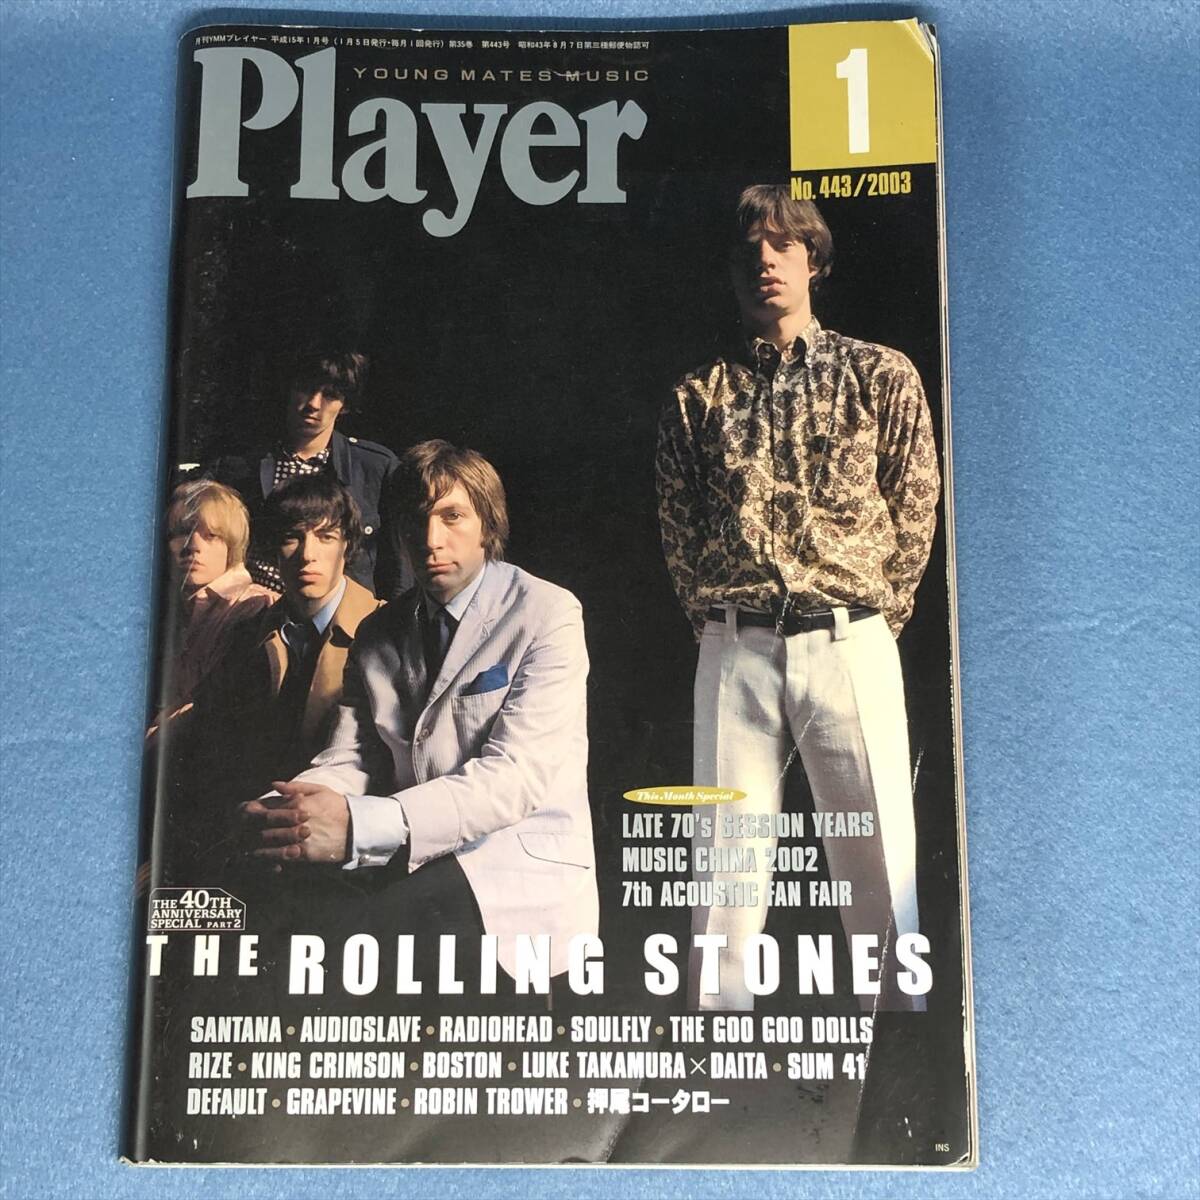 月刊YMMプレイヤー 平成15年1月号(1月5日発行・毎月1回発行)第35巻 第443号 昭和43年8月7日第三種郵便物認可
YOUNG MATES MUSIC
Player
1
No. 443/2003
This Month Special
LATE 70's SESSION YEARS
MUSIC CHINA 2002
7th ACOUSTIC FAN FAIR
THE 40TH
ANNIVERSARY
SPECIAL PART 2
THE ROLLING STONES
SANTANA • AUDIOSLAVE • RADIOHEAD • SOULFLY • THE GOO GOO DOLLS
RIZE • KING CRIMSON • BOSTON • LUKE TAKAMURA × DAITA • SUM 41
DEFAULT • GRAPEVINE • ROBIN TROWER • 押尾コータロー
INS